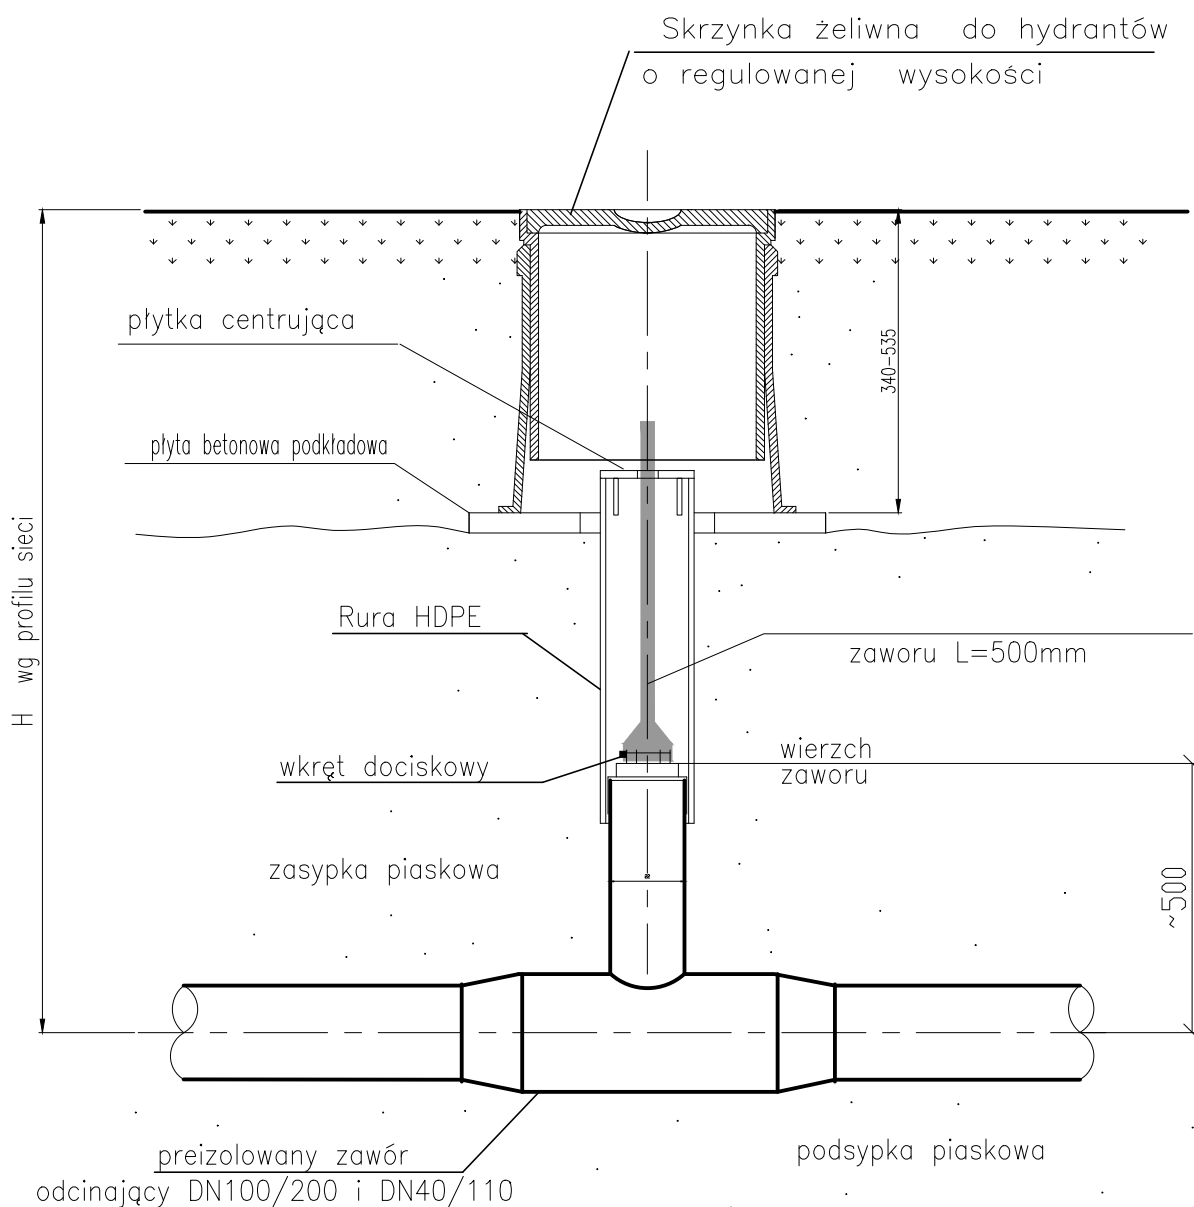 Skrzynka żeliwna do hydrantów
o regulowanej wysokości
płytka centrująca
340-535
płyta betonowa podkładowa
H wg profilu sieci
Rura HDPE
zaworu L=500mm
wierzch
zaworu
wkręt dociskowy
zasypka piaskowa
~500
preizolowany zawór
odcinający DN100/200 i DN40/110
podsypka piaskowa